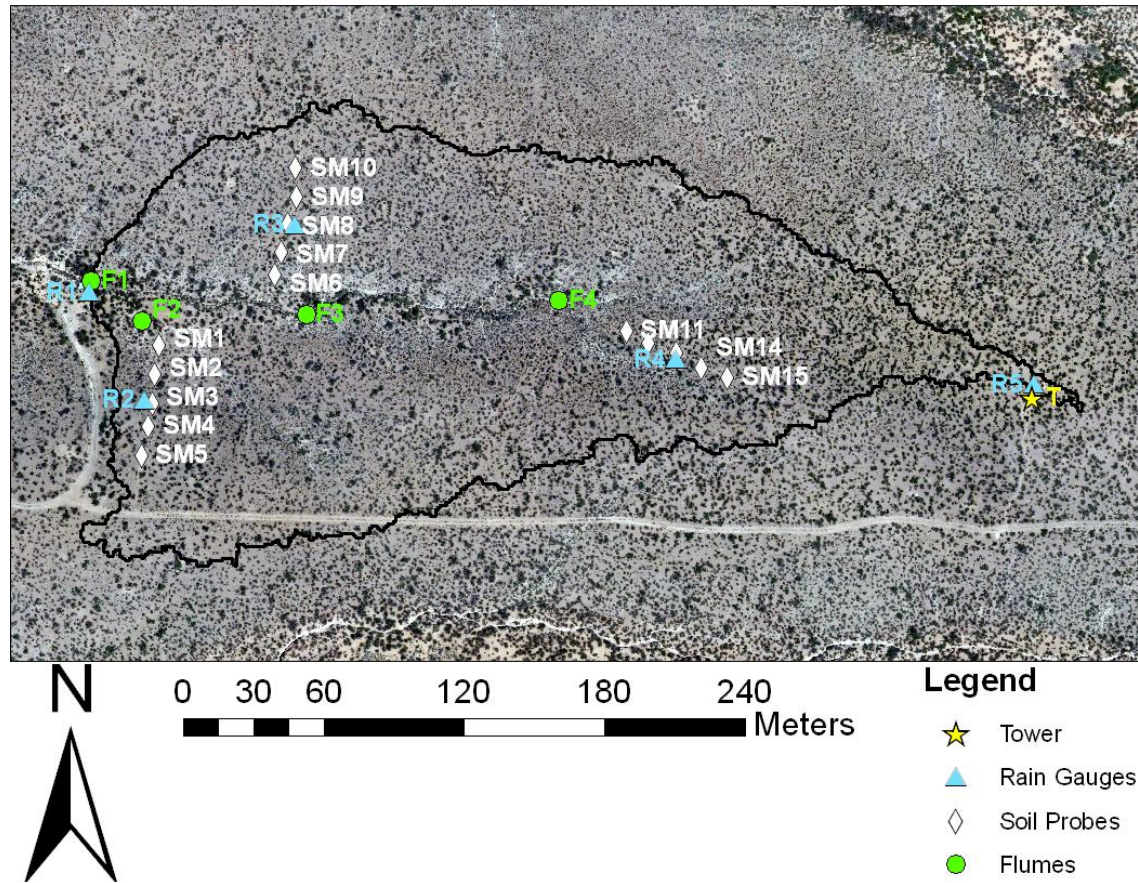 SM10
SM9
R3 SM8
SM7
SM6
F1
R1
F2
F3
F4
SM1
SM2
R2 SM3
SM4
SM5
SM11
R4 SM14
SM15
R5
T
N
0 30 60 120 180 240
Meters
Legend
Tower
Rain Gauges
Soil Probes
Flumes